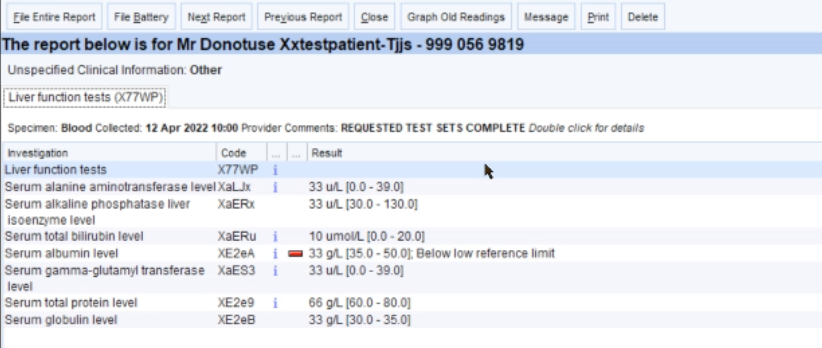 File Entire Report File Battery Next Report Previous Report Close Graph Old Readings Message Print Delete
The report below is for Mr Donotuse Xxtestpatient-Tjjs - 999 056 9819
Unspecified Clinical Information: Other
Liver function tests (X77WP)
Specimen: Blood Collected: 12 Apr 2022 10:00 Provider Comments: REQUESTED TEST SETS COMPLETE Double click for details
Investigation Code ... ... Result
Liver function tests X77WP i
Serum alanine aminotransferase level XaLJx i 33 u/L [0.0 - 39.0]
Serum alkaline phosphatase liver XaERx 33 u/L [30.0 - 130.0]
isoenzyme level
Serum total bilirubin level XaERu i 10 umol/L [0.0 - 20.0]
Serum albumin level XE2eA i 33 g/L [35.0 - 50.0]; Below low reference limit
Serum gamma-glutamyl transferase XaES3 i 33 u/L [0.0 - 39.0]
level
Serum total protein level XE2e9 i 66 g/L [60.0 - 80.0]
Serum globulin level XE2eB 33 g/L [30.0 - 35.0]